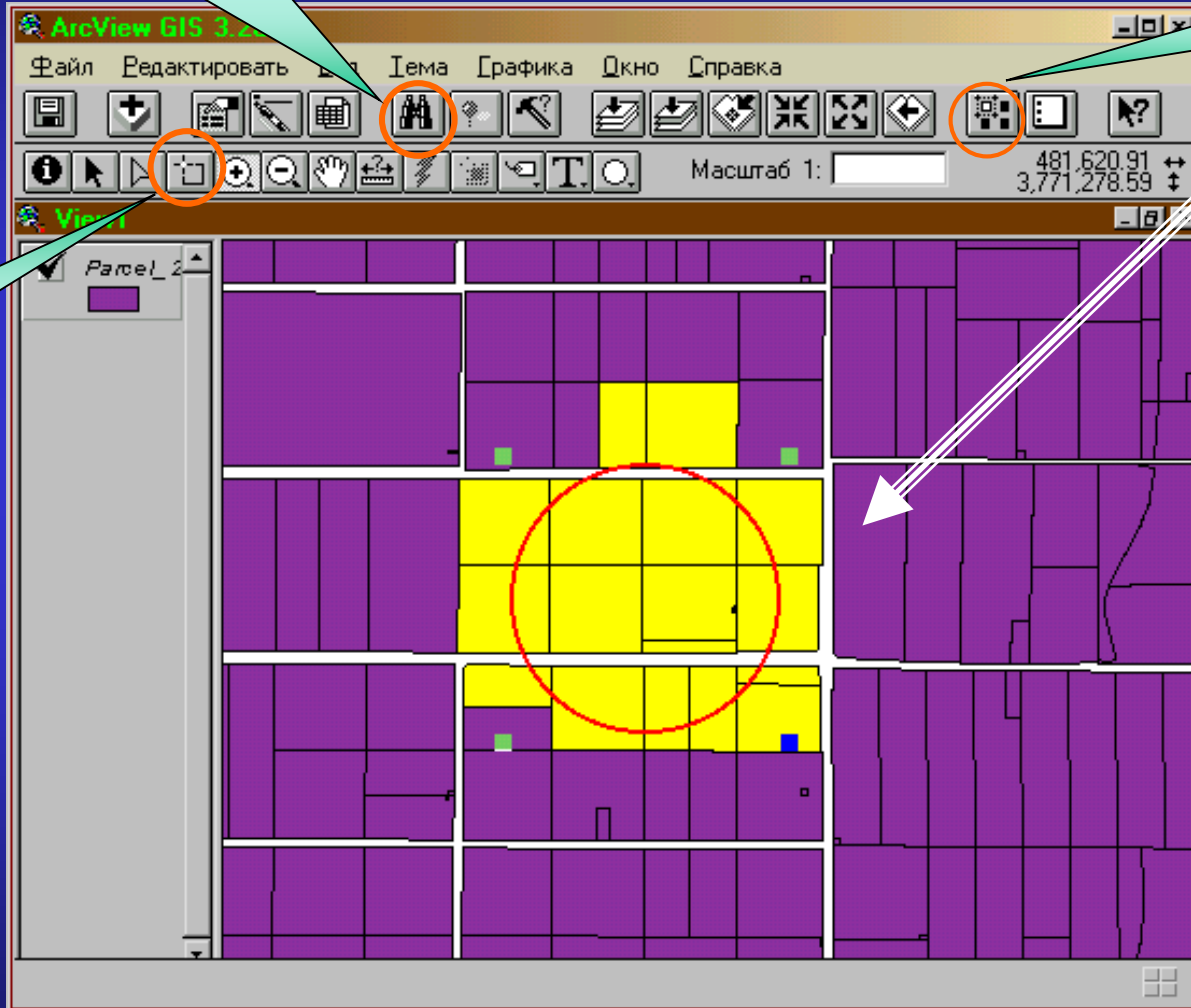 ArcView GIS 3.2
Файл Редактировать Тема Графика Окно Справка
Масштаб 1:
481,620.91
3,771,278.59
View1
Parcel_2